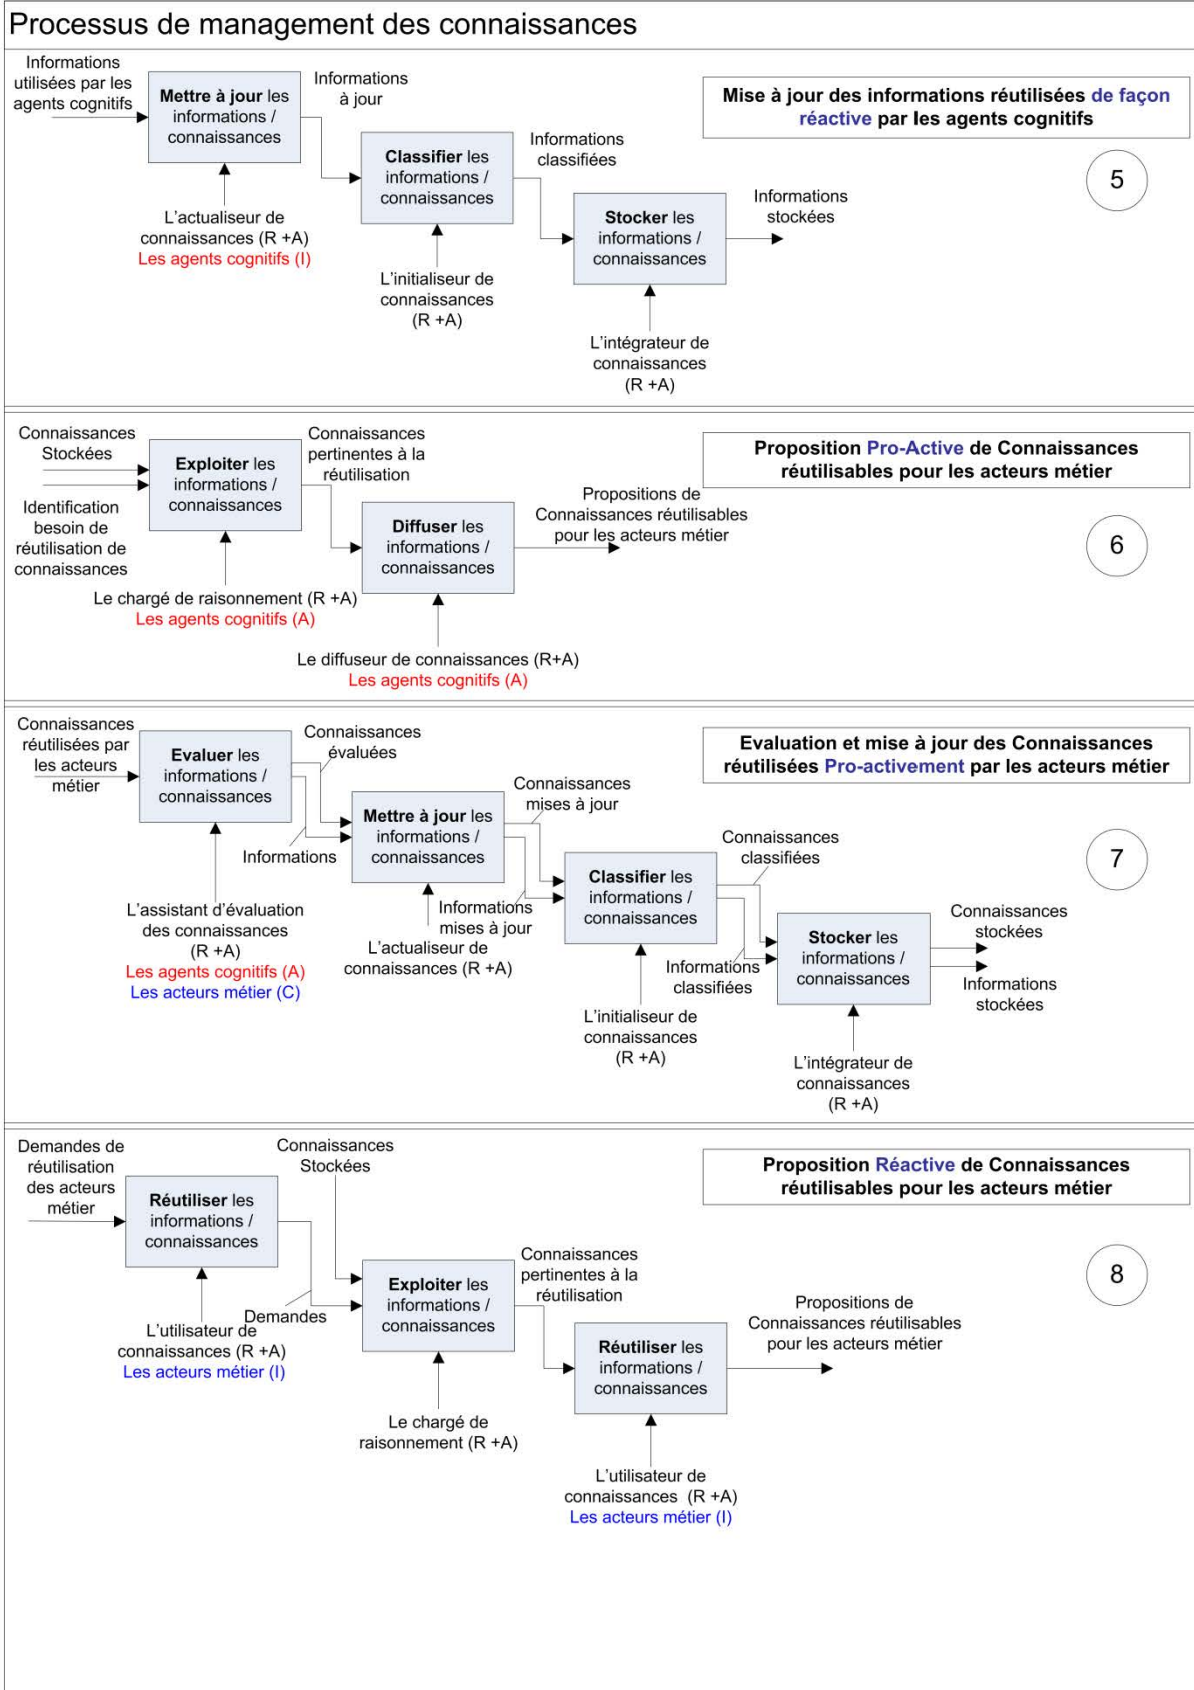 Processus de management des connaissances
Informations
utilisées par les
agents cognitifs
Mettre à jour les
informations /
connaissances
Informations
à jour
L'actualiseur de
connaissances (R +A)
Les agents cognitifs (I)
Classifier les
informations /
connaissances
Informations
classifiées
L'initialiseur de
connaissances
(R +A)
Stocker les
informations /
connaissances
Informations
stockées
L'intégrateur de
connaissances
(R +A)
Mise à jour des informations réutilisées de façon
réactive par les agents cognitifs
5
Connaissances
Stockées
Identification
besoin de
réutilisation de
connaissances
Exploiter les
informations /
connaissances
Connaissances
pertinentes à la
réutilisation
Le chargé de raisonnement (R +A)
Les agents cognitifs (A)
Diffuser les
informations /
connaissances
Propositions de
Connaissances réutilisables
pour les acteurs métier
Le diffuseur de connaissances (R+A)
Les agents cognitifs (A)
Proposition Pro-Active de Connaissances
réutilisables pour les acteurs métier
6
Connaissances
réutilisées par
les acteurs
métier
Evaluer les
informations /
connaissances
Connaissances
évaluées
Informations
L'assistant d'évaluation
des connaissances
(R +A)
Les agents cognitifs (A)
Les acteurs métier (C)
Mettre à jour les
informations /
connaissances
Connaissances
mises à jour
Informations
mises à jour
L'actualiseur de
connaissances (R +A)
Classifier les
informations /
connaissances
Connaissances
classifiées
Informations
classifiées
L'initialiseur de
connaissances
(R +A)
Stocker les
informations /
connaissances
Connaissances
stockées
Informations
stockées
L'intégrateur de
connaissances
(R +A)
Evaluation et mise à jour des Connaissances
réutilisées Pro-activement par les acteurs métier
7
Demandes de
réutilisation
des acteurs
métier
Réutiliser les
informations /
connaissances
Connaissances
Stockées
Demandes
L'utilisateur de
connaissances (R +A)
Les acteurs métier (I)
Exploiter les
informations /
connaissances
Connaissances
pertinentes à la
réutilisation
Le chargé de
raisonnement (R +A)
Réutiliser les
informations /
connaissances
Propositions de
Connaissances réutilisables
pour les acteurs métier
L'utilisateur de
connaissances (R +A)
Les acteurs métier (I)
Proposition Réactive de Connaissances
réutilisables pour les acteurs métier
8